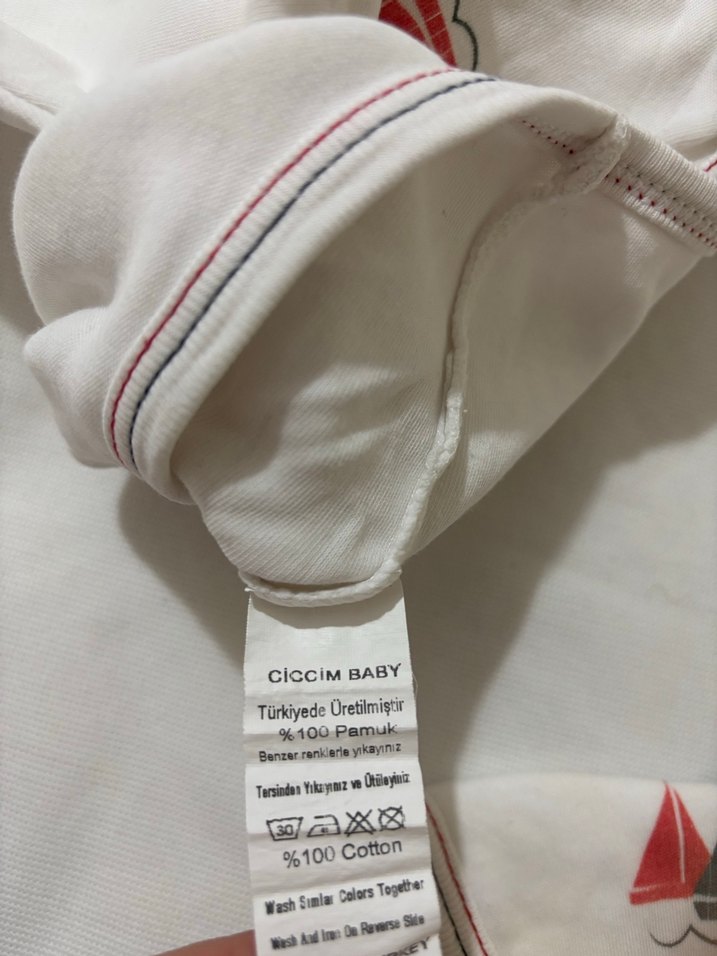 CİCCİM BABY
Türkiyede Üretilmiştir
%100 Pamuk
Benzer renklerle yıkayınız
Tersinden Yıkayınız ve Ütüleyiniz
30
%100 Cotton
Wash Sımlar Colors Together
Wash And Iron On Reverse Side